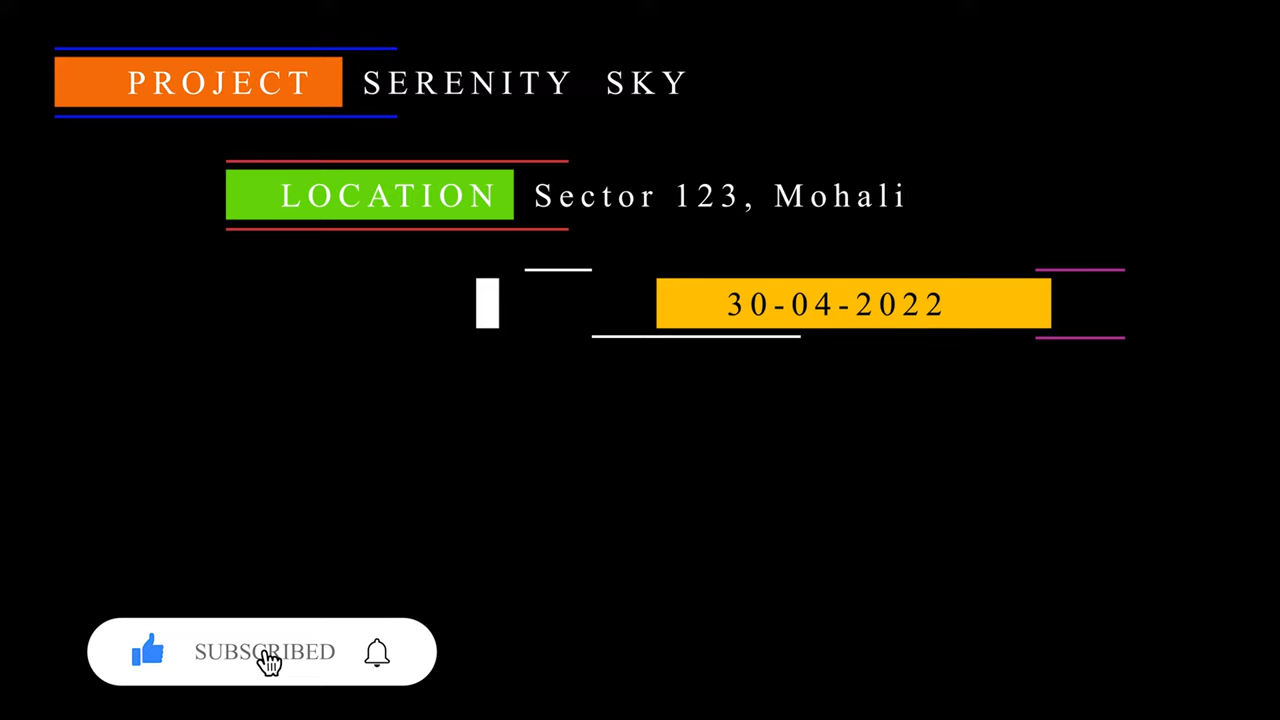 PROJECT SERENITY SKY
LOCATION Sector 123, Mohali
30-04-2022
SUBSCRIBED